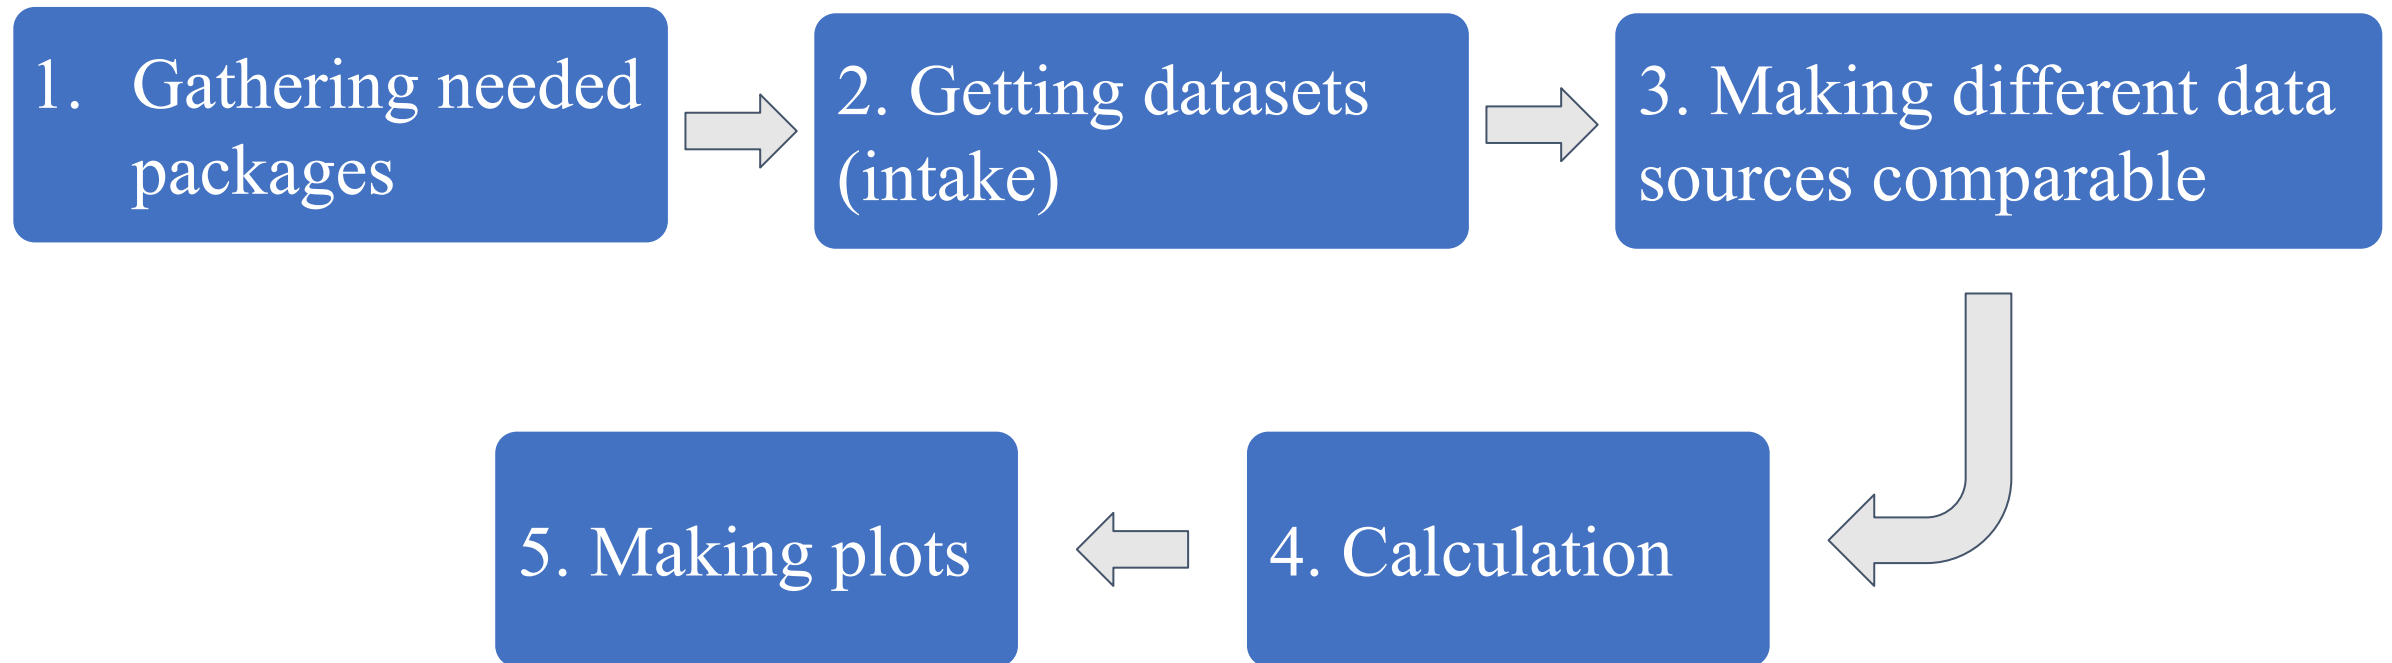 1. Gathering needed
packages
2. Getting datasets
(intake)
3. Making different data
sources comparable
4. Calculation
5. Making plots